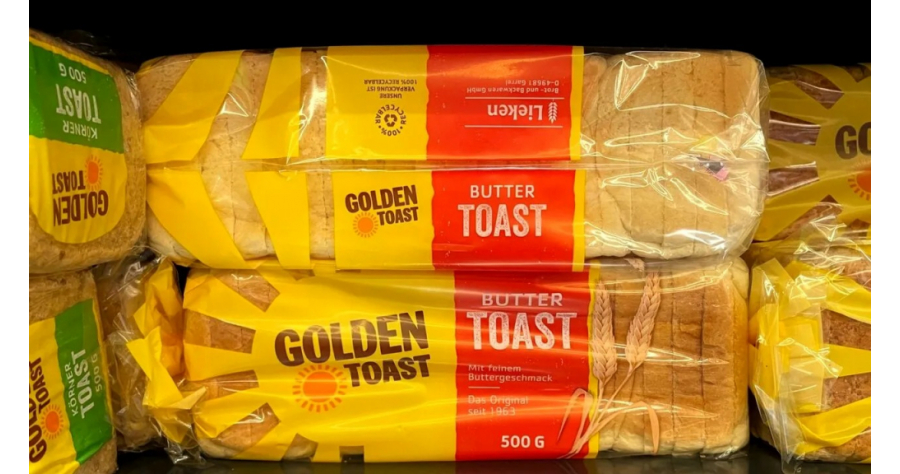 500 G
TOAST
KÖRNER
GOLDEN
TOAST
UNSERE
VERPACKUNG IST
100% RECYCELBAR
100% RECYCELBAR
Lieken
Brot- und Backwaren GmbH
D-49681 Garrel
GOLDEN
TOAST
BUTTER
TOAST
GO
GOLDEN
TOAST
KÖRNER
TOAST
500 G
GOLDEN
TOAST
BUTTER
TOAST
Mit feinem
Buttergeschmack
Das Original
seit 1963
500 G